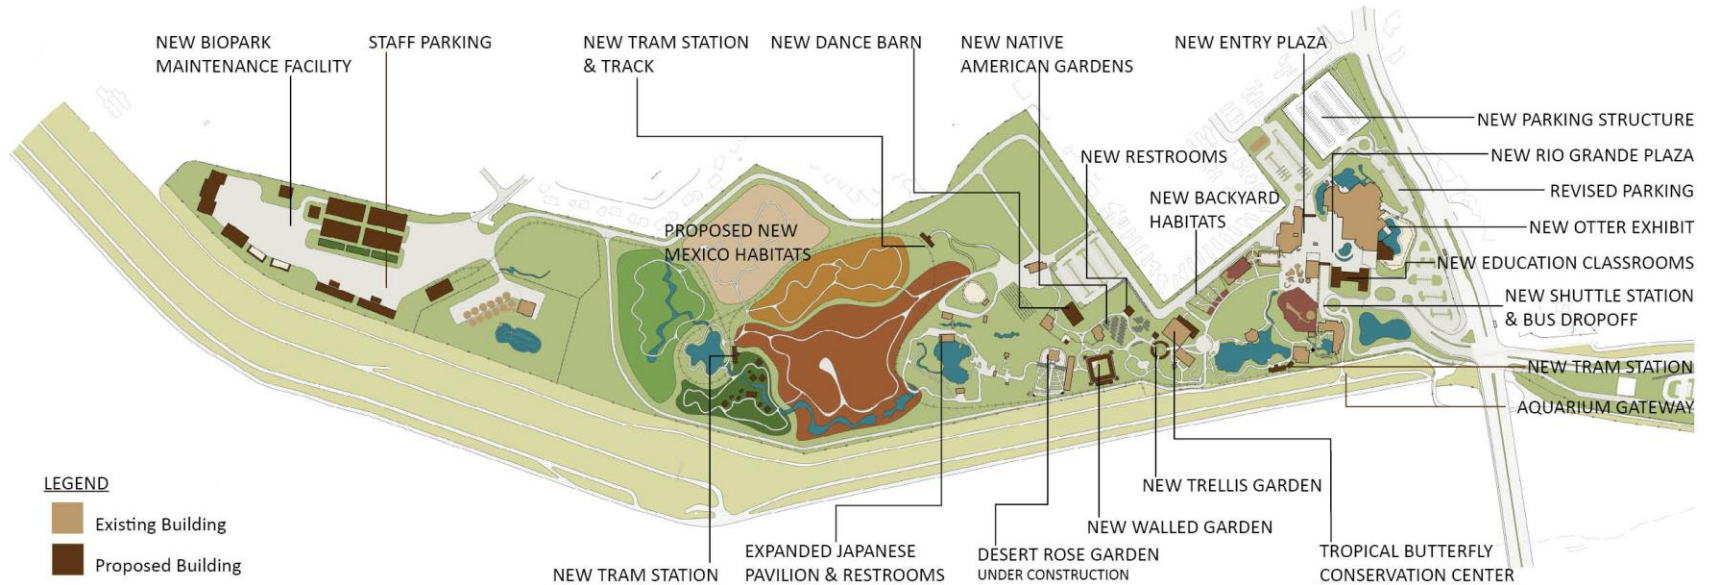 NEW BIOPARK
MAINTENANCE FACILITY
STAFF PARKING
NEW TRAM STATION
& TRACK
NEW DANCE BARN
NEW NATIVE
AMERICAN GARDENS
NEW ENTRY PLAZA
NEW PARKING STRUCTURE
NEW RESTROOMS
NEW RIO GRANDE PLAZA
NEW BACKYARD
HABITATS
REVISED PARKING
PROPOSED NEW
MEXICO HABITATS
NEW OTTER EXHIBIT
NEW EDUCATION CLASSROOMS
NEW SHUTTLE STATION
& BUS DROPOFF
NEW TRAM STATION
AQUARIUM GATEWAY
LEGEND
Existing Building
Proposed Building
NEW TRAM STATION
EXPANDED JAPANESE
PAVILION & RESTROOMS
DESERT ROSE GARDEN
UNDER CONSTRUCTION
NEW WALLED GARDEN
NEW TRELLIS GARDEN
TROPICAL BUTTERFLY
CONSERVATION CENTER